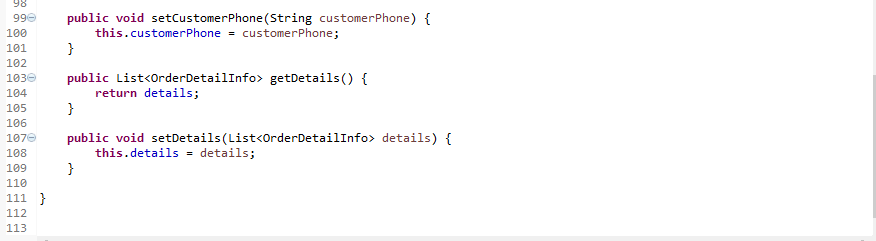 98
99 public void setCustomerPhone(String customerPhone) {
100 this.customerPhone = customerPhone;
101 }
102
103 public List<OrderDetailInfo> getDetails() {
104 return details;
105 }
106
107 public void setDetails(List<OrderDetailInfo> details) {
108 this.details = details;
109 }
110
111 }
112
113